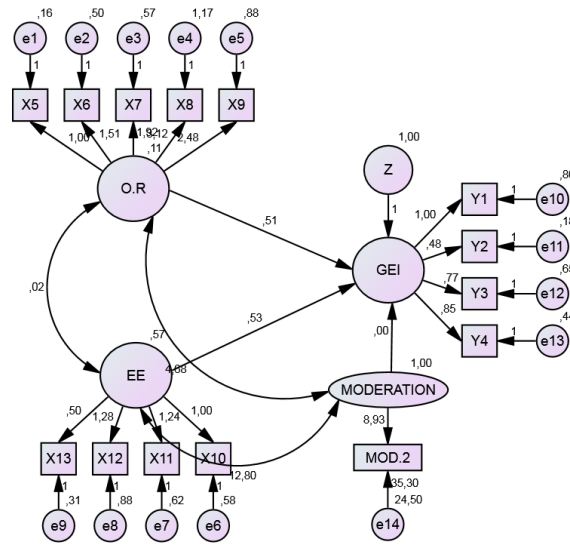 ,16 ,50 ,57 1,17 ,88
e1 e2 e3 e4 e5
1 1 1 1 1
X5 X6 X7 X8 X9
1,00 1,51 1,92 2,48
,11
O.R
1,00
Z
1
,51
,02
GEI
1,00 Y1 1 e10
,48 Y2 1 e11
,77 Y3 1 e12
,85 Y4 1 e13
,53
,00
,57
EE
1,00
MODERATION
8,93
,50 1,28 1,24 1,00
X13 X12 X11 X10
12,80
MOD.2
1 1 1 1
,31 ,88 ,62 ,58
e9 e8 e7 e6
35,30
24,50
e14